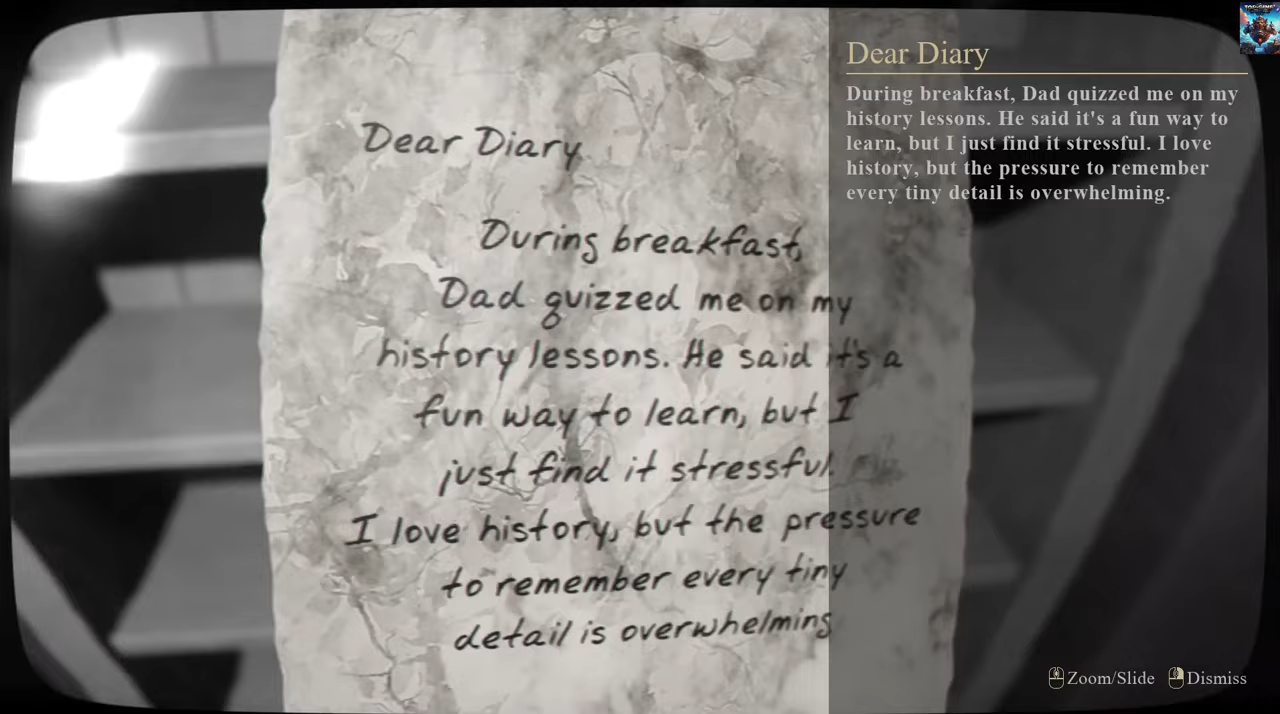 Dear Diary
During breakfast,
Dad quizzed me on my
history lessons. He said it's a
fun way to learn, but I
just find it stressful.
I love history, but the pressure
to remember every tiny
detail is overwhelming
Dear Diary
During breakfast, Dad quizzed me on my
history lessons. He said it's a fun way to
learn, but I just find it stressful. I love
history, but the pressure to remember
every tiny detail is overwhelming.
Zoom/Slide Dismiss